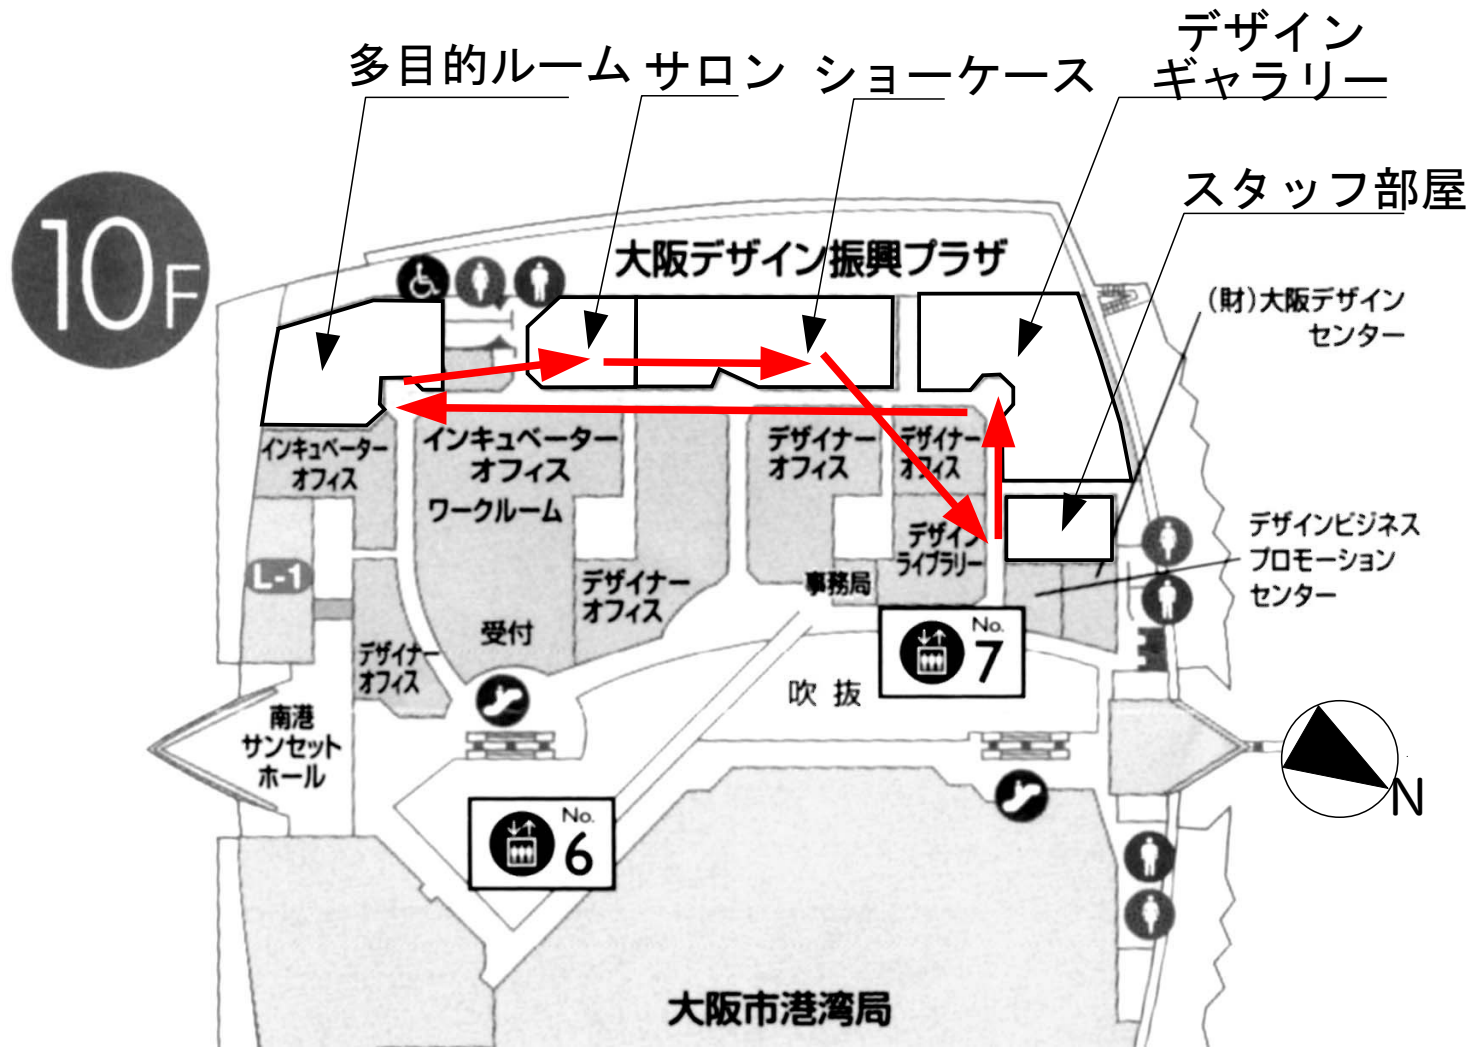 デザイン
ギャラリー
多目的ルーム
サロン
ショーケース
スタッフ部屋
10F
大阪デザイン振興プラザ
(財)大阪デザイン
センター
インキュベーター
オフィス
インキュベーター
オフィス
ワークルーム
デザイナー
オフィス
デザイナー
オフィス
デザイン
ライブラリー
デザインビジネス
プロモーション
センター
L-1
デザイナー
オフィス
事務局
受付
デザイナー
オフィス
No.
7
吹抜
南港
サンセット
ホール
N
No.
6
大阪市港湾局